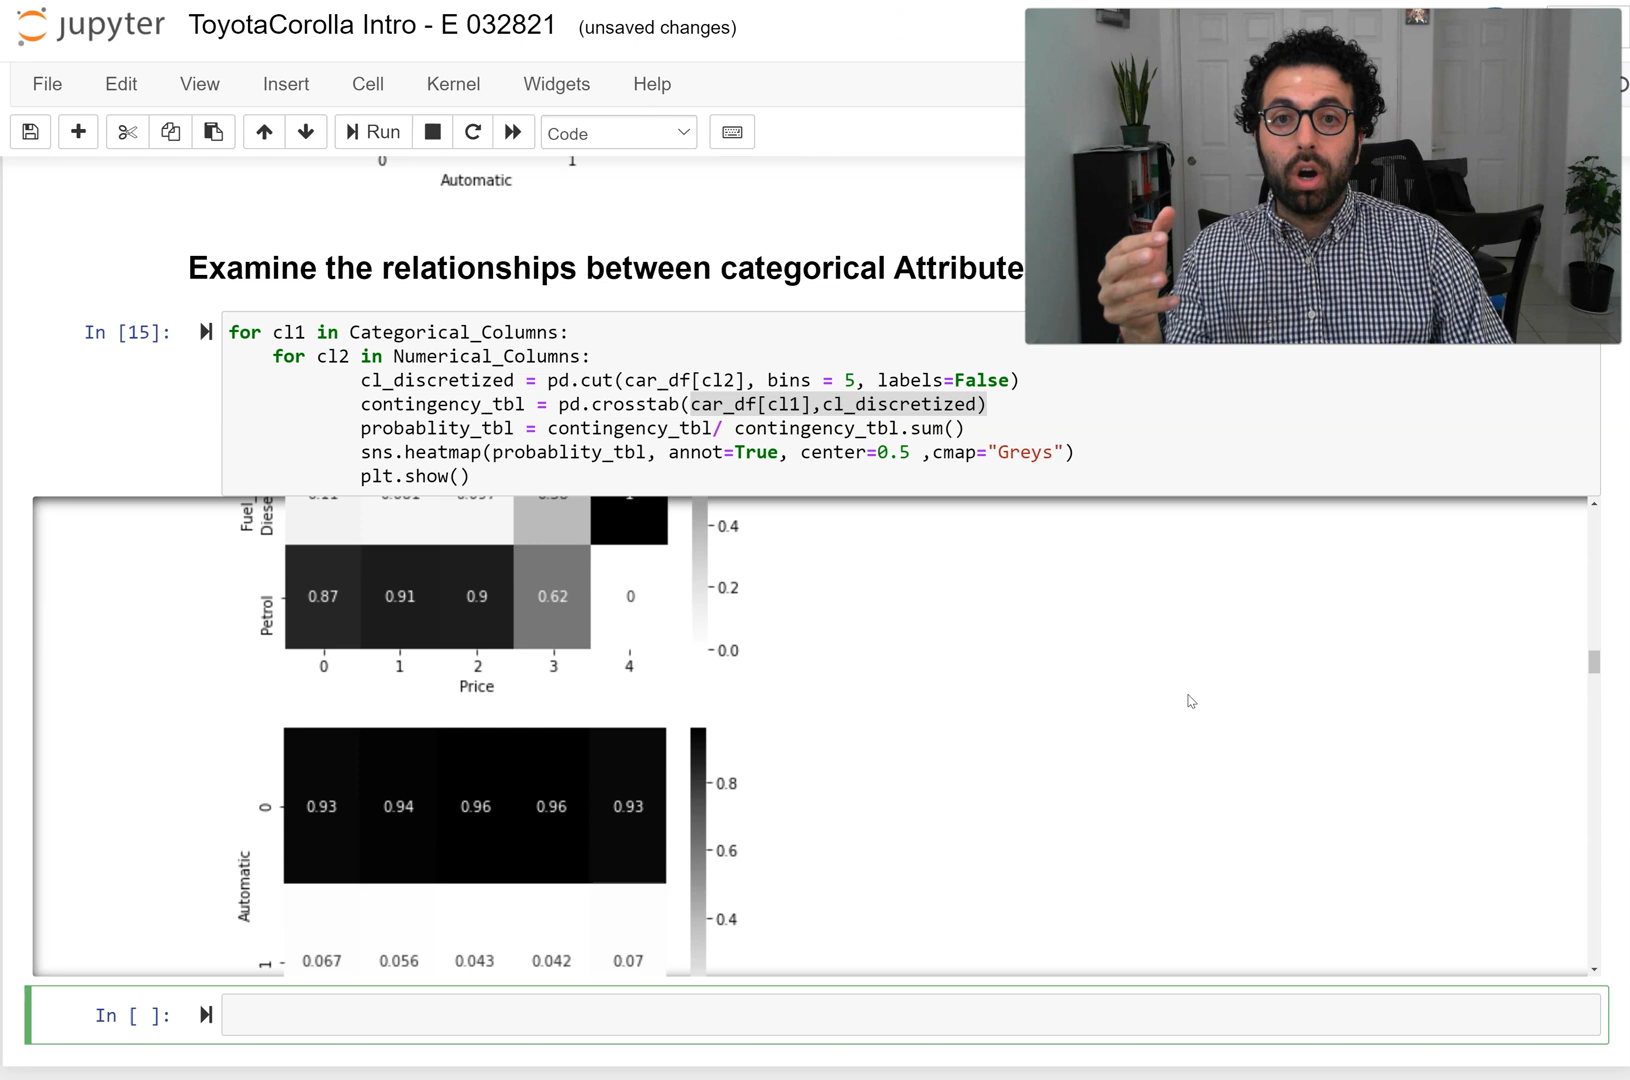 jupyter ToyotaCorolla Intro - E 032821 (unsaved changes)
File Edit View Insert Cell Kernel Widgets Help
Run Code
0 1
Automatic
Examine the relationships between categorical Attribute
In [15]: for cl1 in Categorical_Columns:
for cl2 in Numerical_Columns:
cl_discretized = pd.cut(car_df[cl2], bins = 5, labels=False)
contingency_tbl = pd.crosstab(car_df[cl1],cl_discretized)
probablity_tbl = contingency_tbl/ contingency_tbl.sum()
sns.heatmap(probablity_tbl, annot=True, center=0.5 ,cmap="Greys")
plt.show()
Fuel_
Diese
0.4
Petrol 0.87 0.91 0.9 0.62 0
0.2
0.0
0 1 2 3 4
Price
0.8
0 0.93 0.94 0.96 0.96 0.93
0.6
Automatic
0.4
1 0.067 0.056 0.043 0.042 0.07
In [ ]: